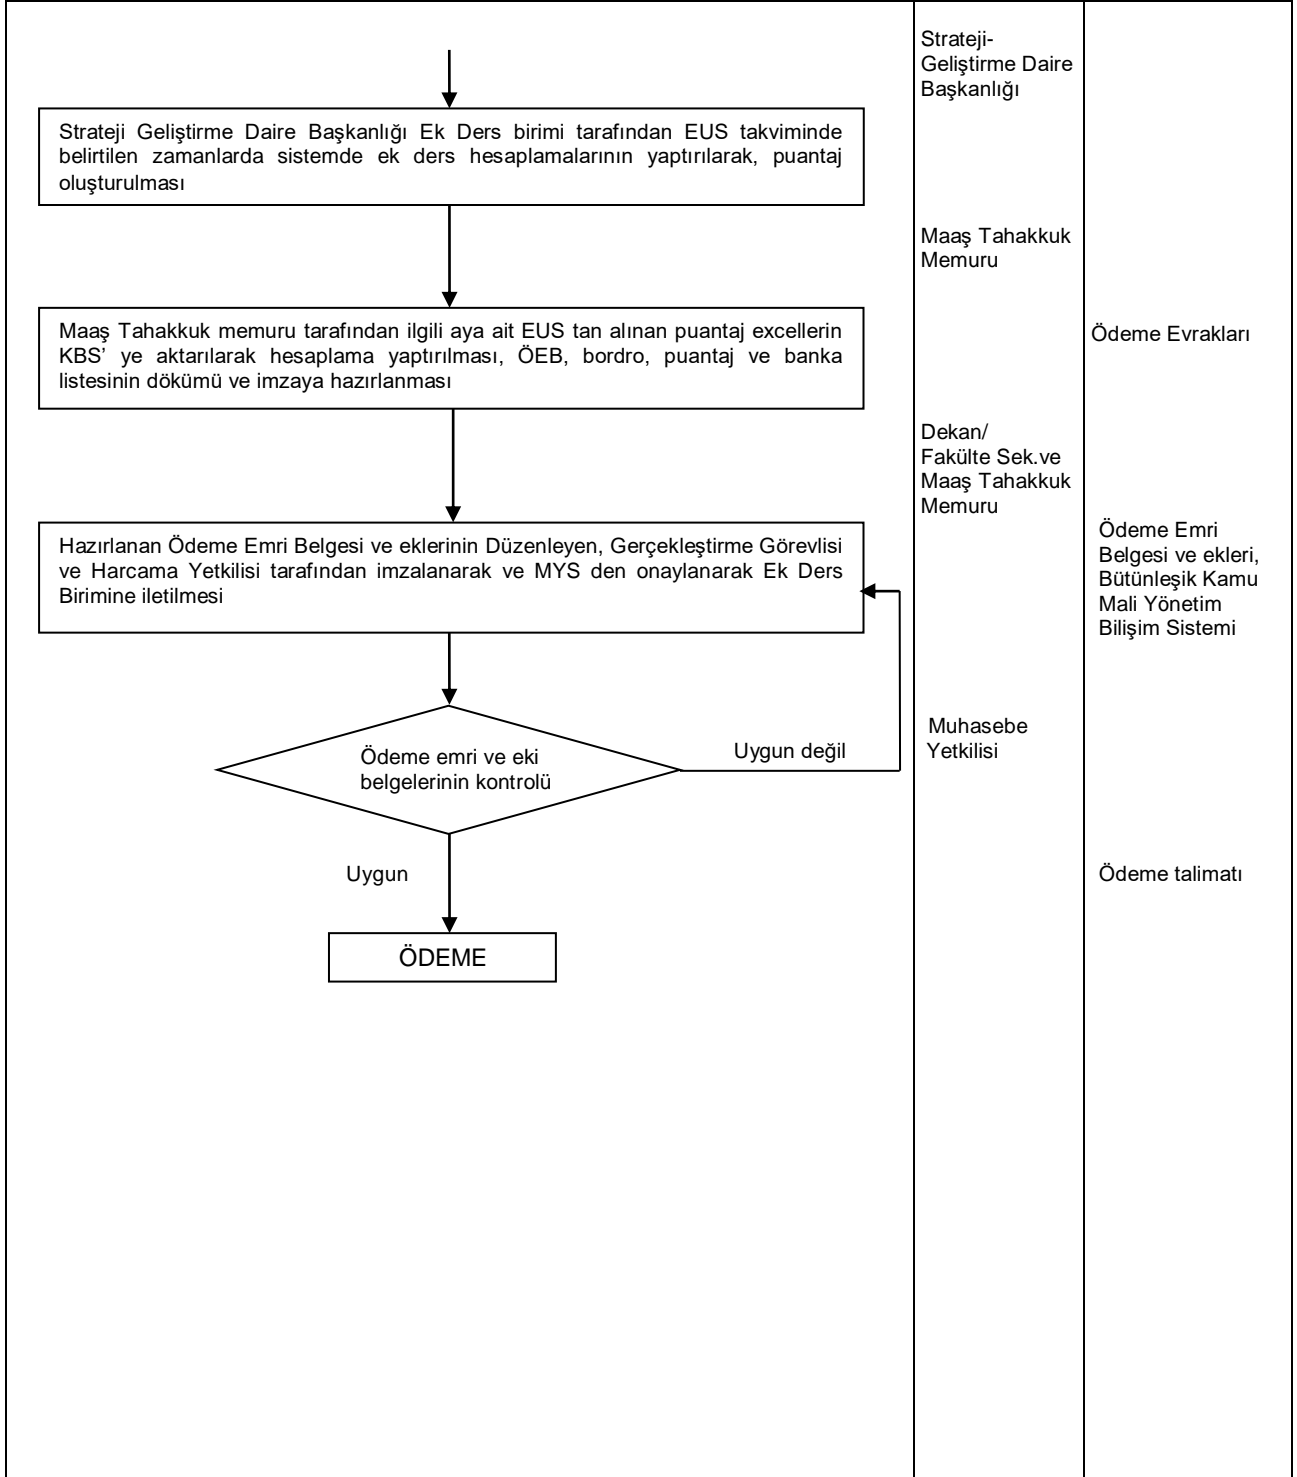 Strateji-
Geliştirme Daire
Başkanlığı
Strateji Geliştirme Daire Başkanlığı Ek Ders birimi tarafından EUS takviminde
belirtilen zamanlarda sistemde ek ders hesaplamalarının yaptırılarak, puantaj
oluşturulması
Maaş Tahakkuk
Memuru
Maaş Tahakkuk memuru tarafından ilgili aya ait EUS tan alınan puantaj excellerin
KBS’ ye aktarılarak hesaplama yaptırılması, ÖEB, bordro, puantaj ve banka
listesinin dökümü ve imzaya hazırlanması
Ödeme Evrakları
Dekan/
Fakülte Sek.ve
Maaş Tahakkuk
Memuru
Hazırlanan Ödeme Emri Belgesi ve eklerinin Düzenleyen, Gerçekleştirme Görevlisi
ve Harcama Yetkilisi tarafından imzalanarak ve MYS den onaylanarak Ek Ders
Birimine iletilmesi
Ödeme Emri
Belgesi ve ekleri,
Bütünleşik Kamu
Mali Yönetim
Bilişim Sistemi
Ödeme emri ve eki
belgelerinin kontrolü
Uygun değil
Muhasebe
Yetkilisi
Uygun
Ödeme talimatı
ÖDEME